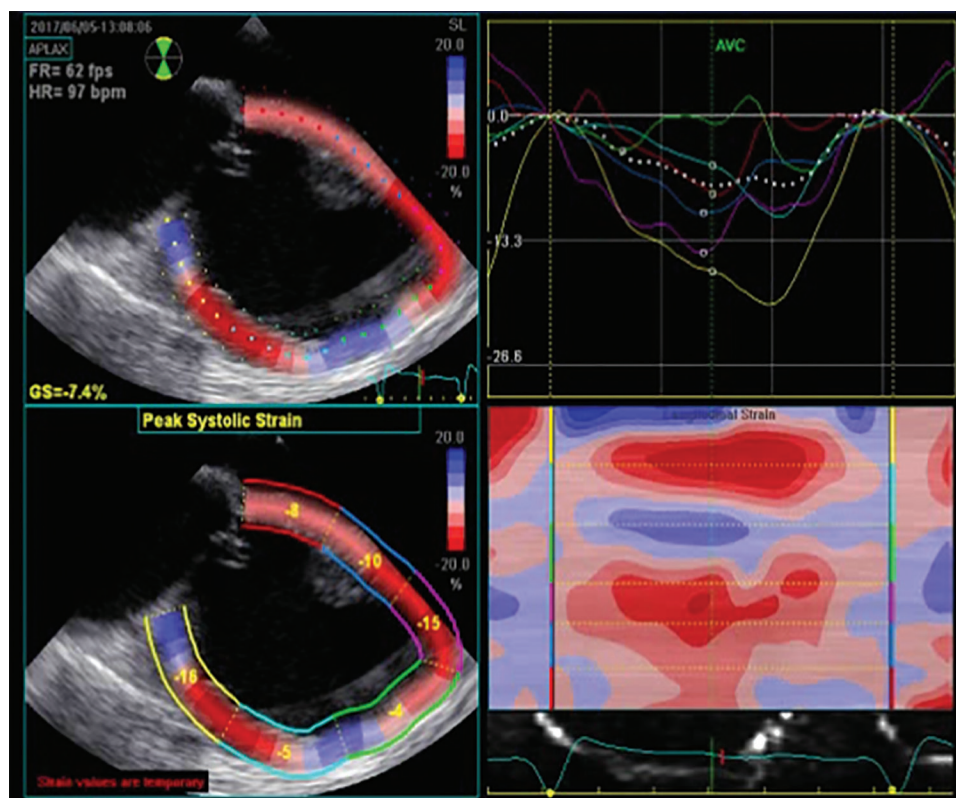 2017/06/05-13:08:06
APLAX
FR= 62 fps
HR= 97 bpm
SL
20.0
-20.0
%
GS=-7.4%
AVC
0.0
-13.3
-26.6
Peak Systolic Strain
20.0
-20.0
%
-8
-10
-15
-16
-5
-4
Strain values are temporary
Longitudinal Strain